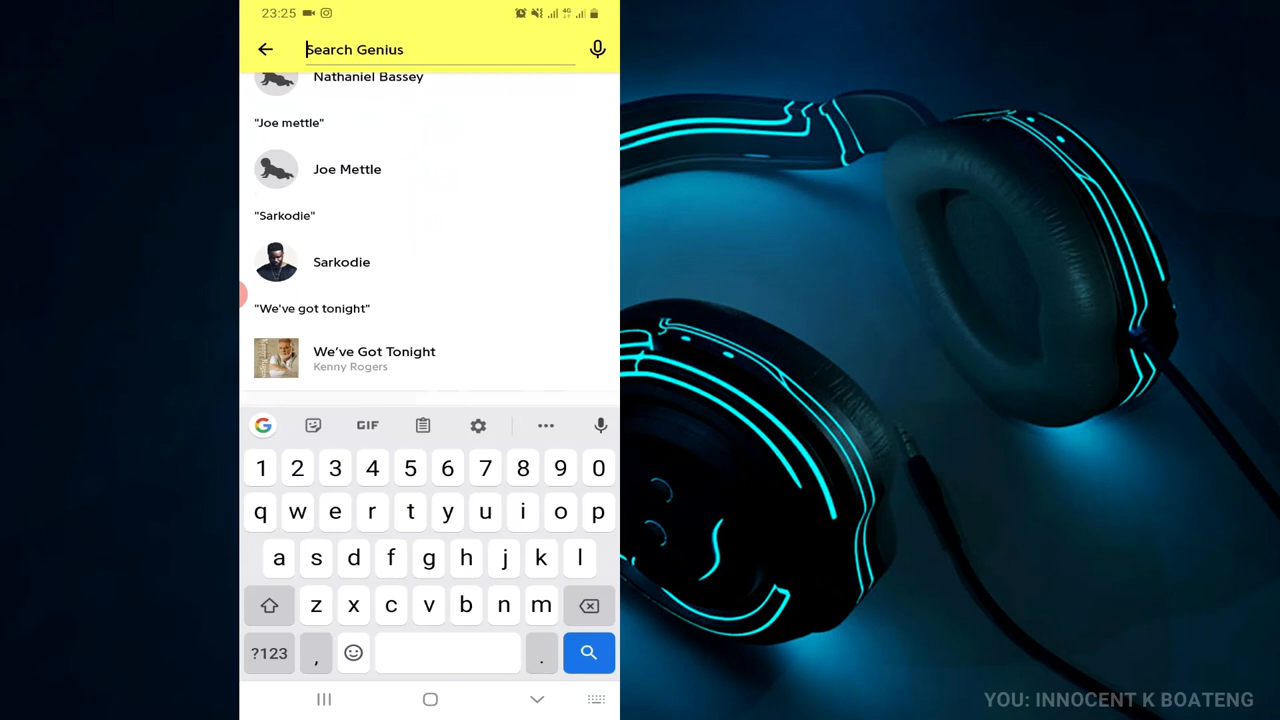 23:25
4G
Search Genius
Nathaniel Bassey
"Joe mettle"
Joe Mettle
"Sarkodie"
Sarkodie
"We've got tonight"
We've Got Tonight
Kenny Rogers
G GIF
1 2 3 4 5 6 7 8 9 0
q w e r t y u i o p
a s d f g h j k l
z x c v b n m
?123 , .
YOU: INNOCENT K BOATENG